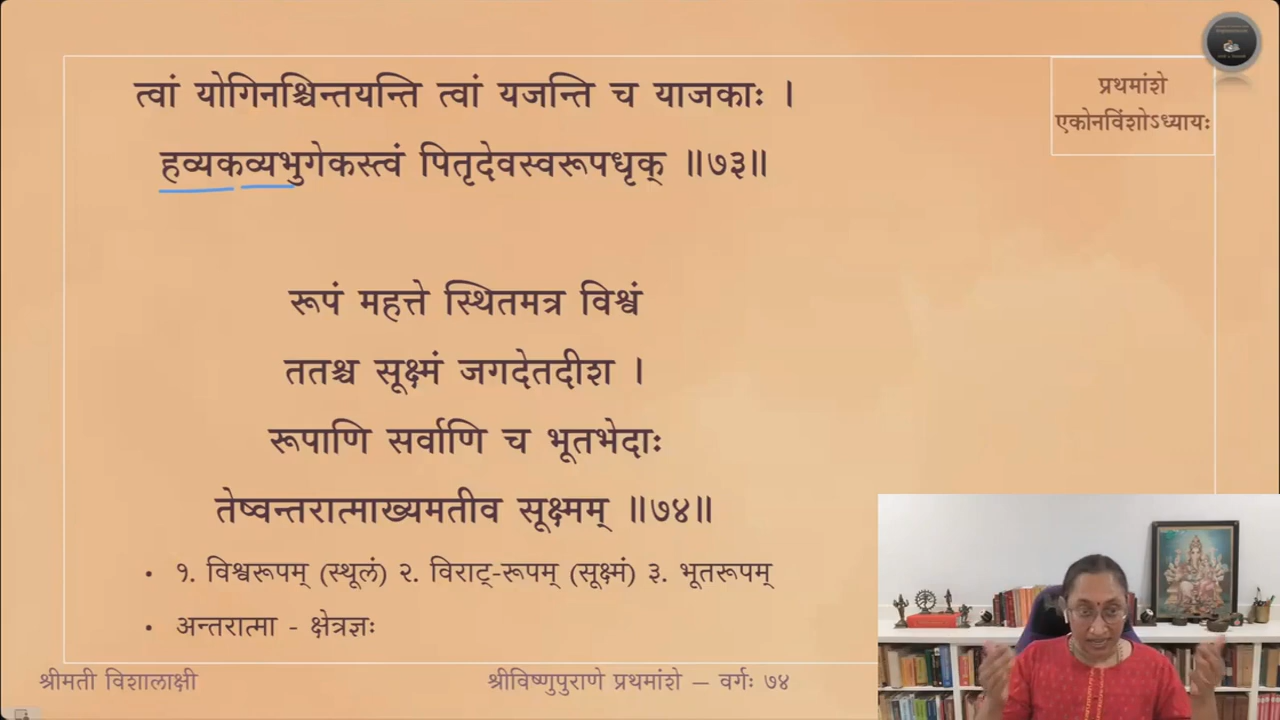 त्वां योगिनश्चिन्तयन्ति त्वां यजन्ति च याजकाः ।
हव्यकव्यभुगेकस्त्वं पितृदेवस्वरूपधृक् ॥७३॥
प्रथमांशे
एकोनविंशोऽध्यायः
रूपं महत्ते स्थितमत्र विश्वं
ततश्च सूक्ष्मं जगदेतदीश ।
रूपाणि सर्वाणि च भूतभेदाः
तेष्वन्तरात्माख्यमतीव सूक्ष्मम् ॥७४॥
• १. विश्वरूपम् (स्थूलं) २. विराट्-रूपम् (सूक्ष्मं) ३. भूतरूपम्
• अन्तरात्मा - क्षेत्रज्ञः
श्रीमती विशालाक्षी
श्रीविष्णुपुराणे प्रथमांशे – वर्गः ७४